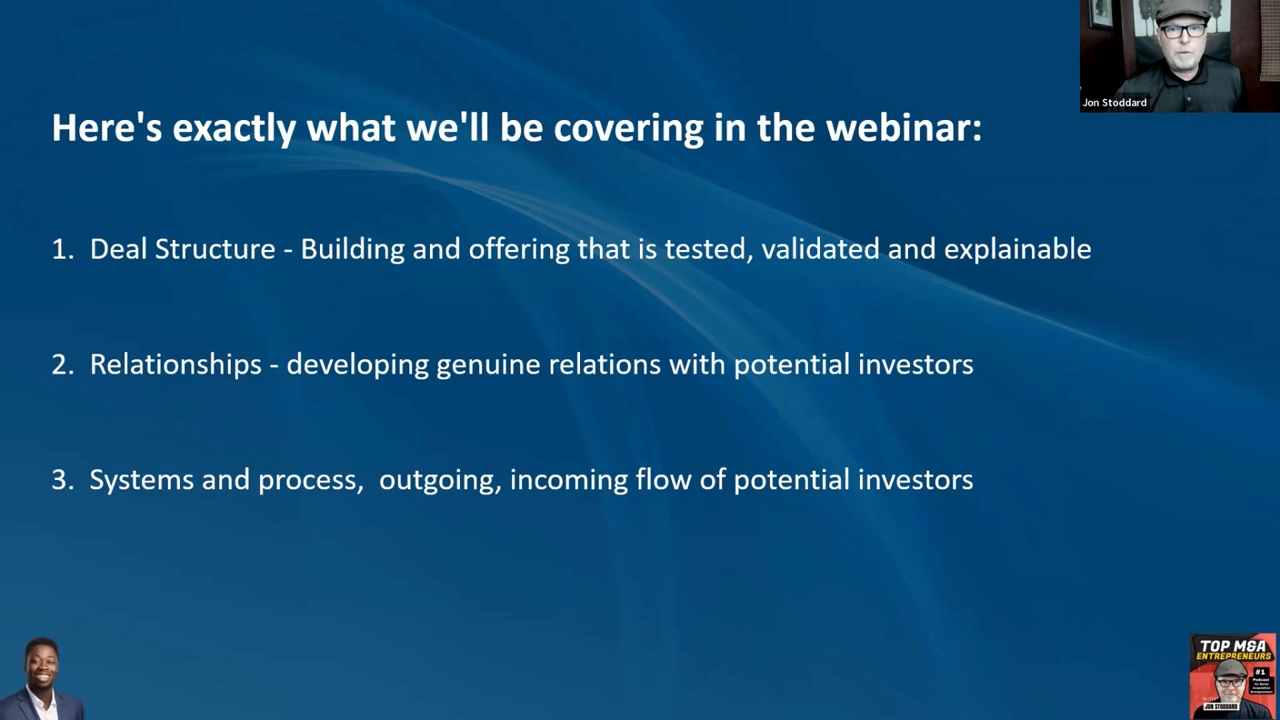 Here's exactly what we'll be covering in the webinar:
Jon Stoddard
1. Deal Structure - Building and offering that is tested, validated and explainable
2. Relationships - developing genuine relations with potential investors
3. Systems and process, outgoing, incoming flow of potential investors
TOP M&A
ENTREPRENEURS
#1
Podcast
JON STODDARD